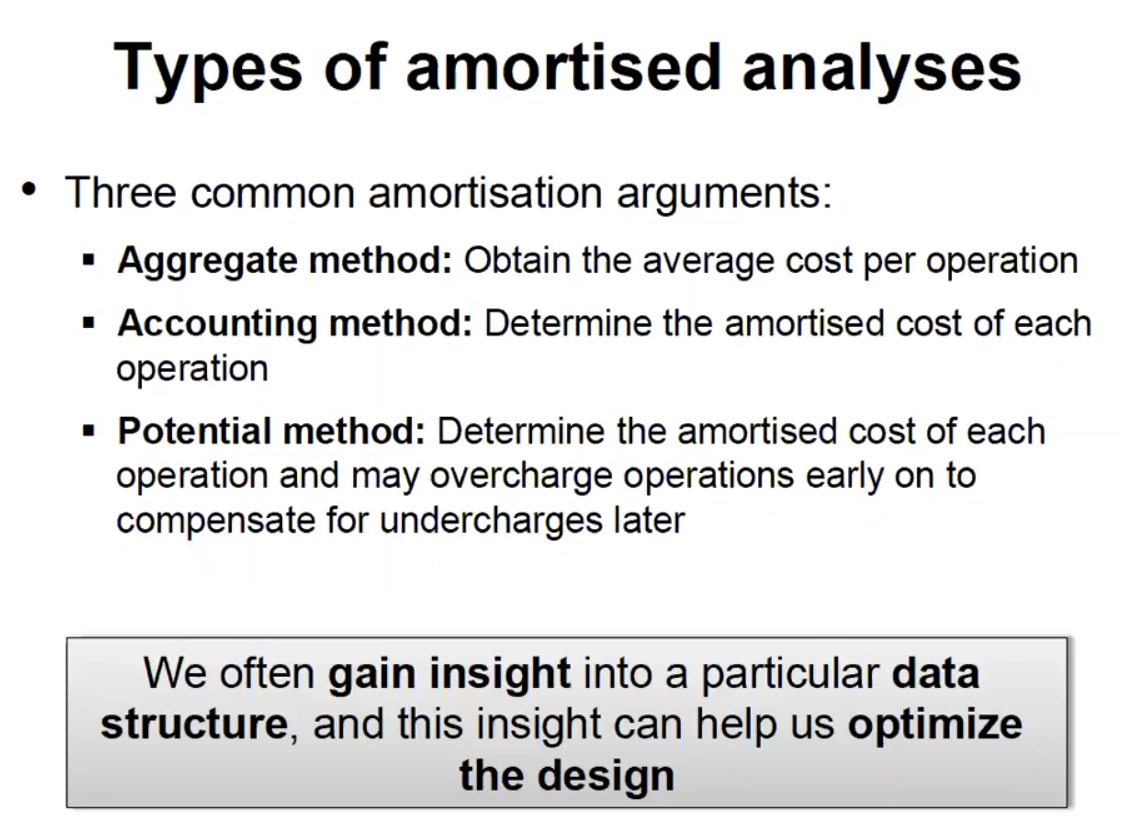 Types of amortised analyses
• Three common amortisation arguments:
▪ Aggregate method: Obtain the average cost per operation
▪ Accounting method: Determine the amortised cost of each
operation
▪ Potential method: Determine the amortised cost of each
operation and may overcharge operations early on to
compensate for undercharges later
We often gain insight into a particular data
structure, and this insight can help us optimize
the design